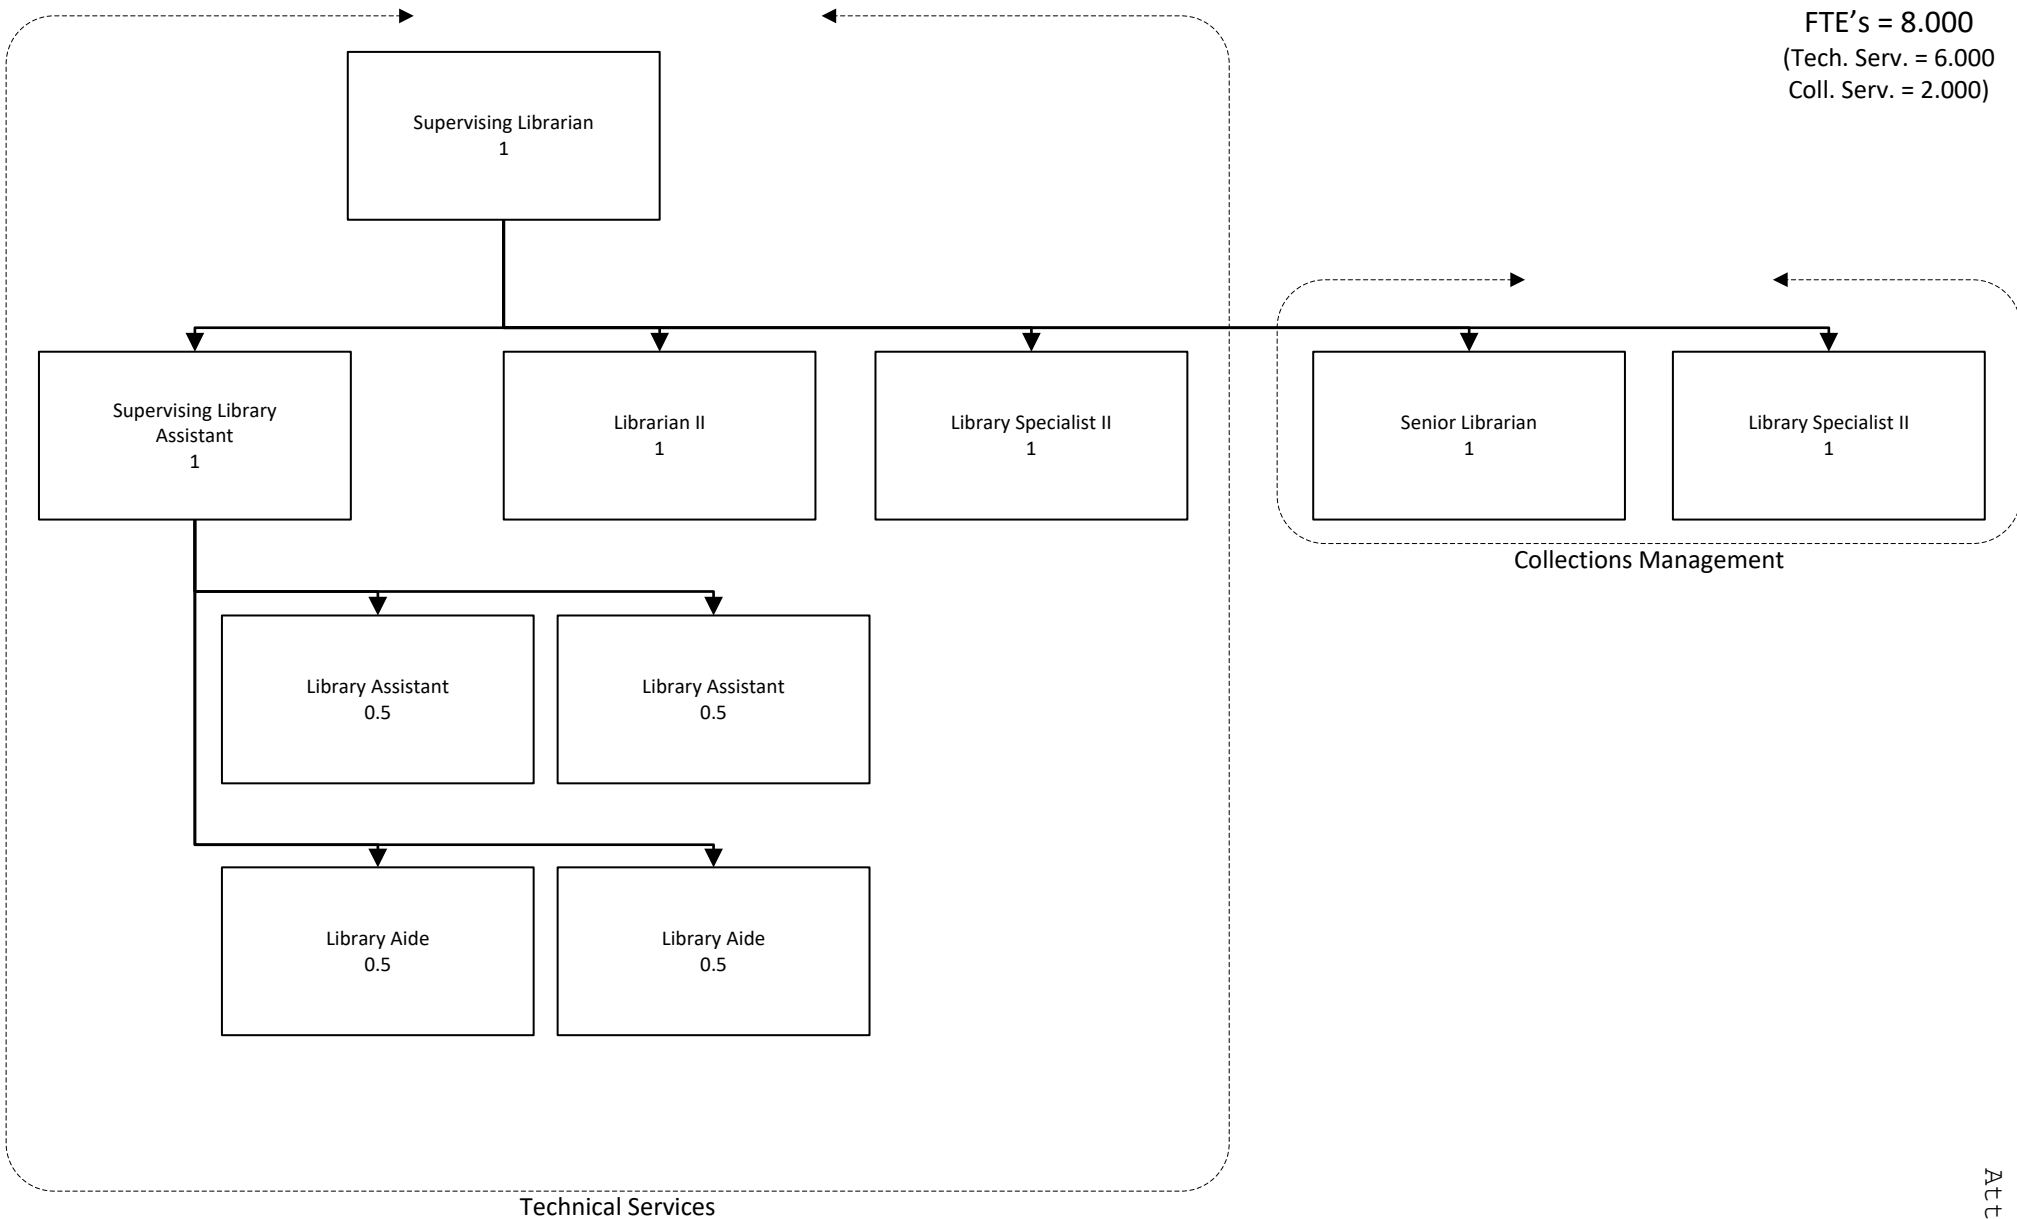 FTE’s = 8.000
(Tech. Serv. = 6.000
Coll. Serv. = 2.000)
Supervising Librarian
1
Supervising Library
Assistant
1
Librarian II
1
Library Specialist II
1
Senior Librarian
1
Library Specialist II
1
Collections Management
Library Assistant
0.5
Library Assistant
0.5
Library Aide
0.5
Library Aide
0.5
Technical Services
Att